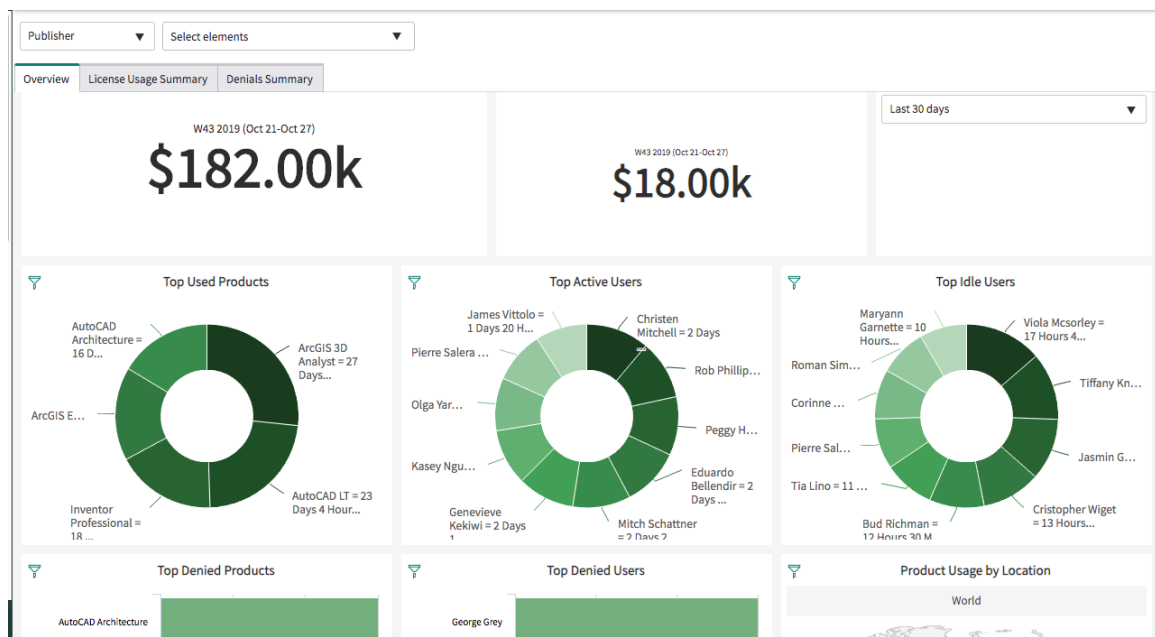 Publisher
Select elements
Overview
License Usage Summary
Denials Summary
W43 2019 (Oct 21-Oct 27)
$182.00k
W43 2019 (Oct 21-Oct 27)
$18.00k
Last 30 days
Top Used Products
AutoCAD
Architecture =
16 D...
ArcGIS 3D
Analyst = 27
Days...
ArcGIS E...
AutoCAD LT = 23
Days 4 Hour...
Inventor
Professional =
18 ...
Top Active Users
James Vittolo =
1 Days 20 H...
Christen
Mitchell = 2 Days
...
Pierre Salera ...
Rob Phillip...
Olga Yar...
Peggy H...
Kasey Ngu...
Eduardo
Bellendir = 2
Days ...
Genevieve
Kekiwi = 2 Days
Mitch Schattner
= 2 Days 2
Top Idle Users
Maryann
Garnette = 10
Hours...
Viola Mcsorley =
17 Hours 4...
Roman Sim...
Tiffany Kn...
Corinne ...
Pierre Sal...
Jasmin G...
Tia Lino = 11 ...
Cristopher Wiget
= 13 Hours...
Bud Richman =
12 Hours 30 M
Top Denied Products
AutoCAD Architecture
Top Denied Users
George Grey
Product Usage by Location
World